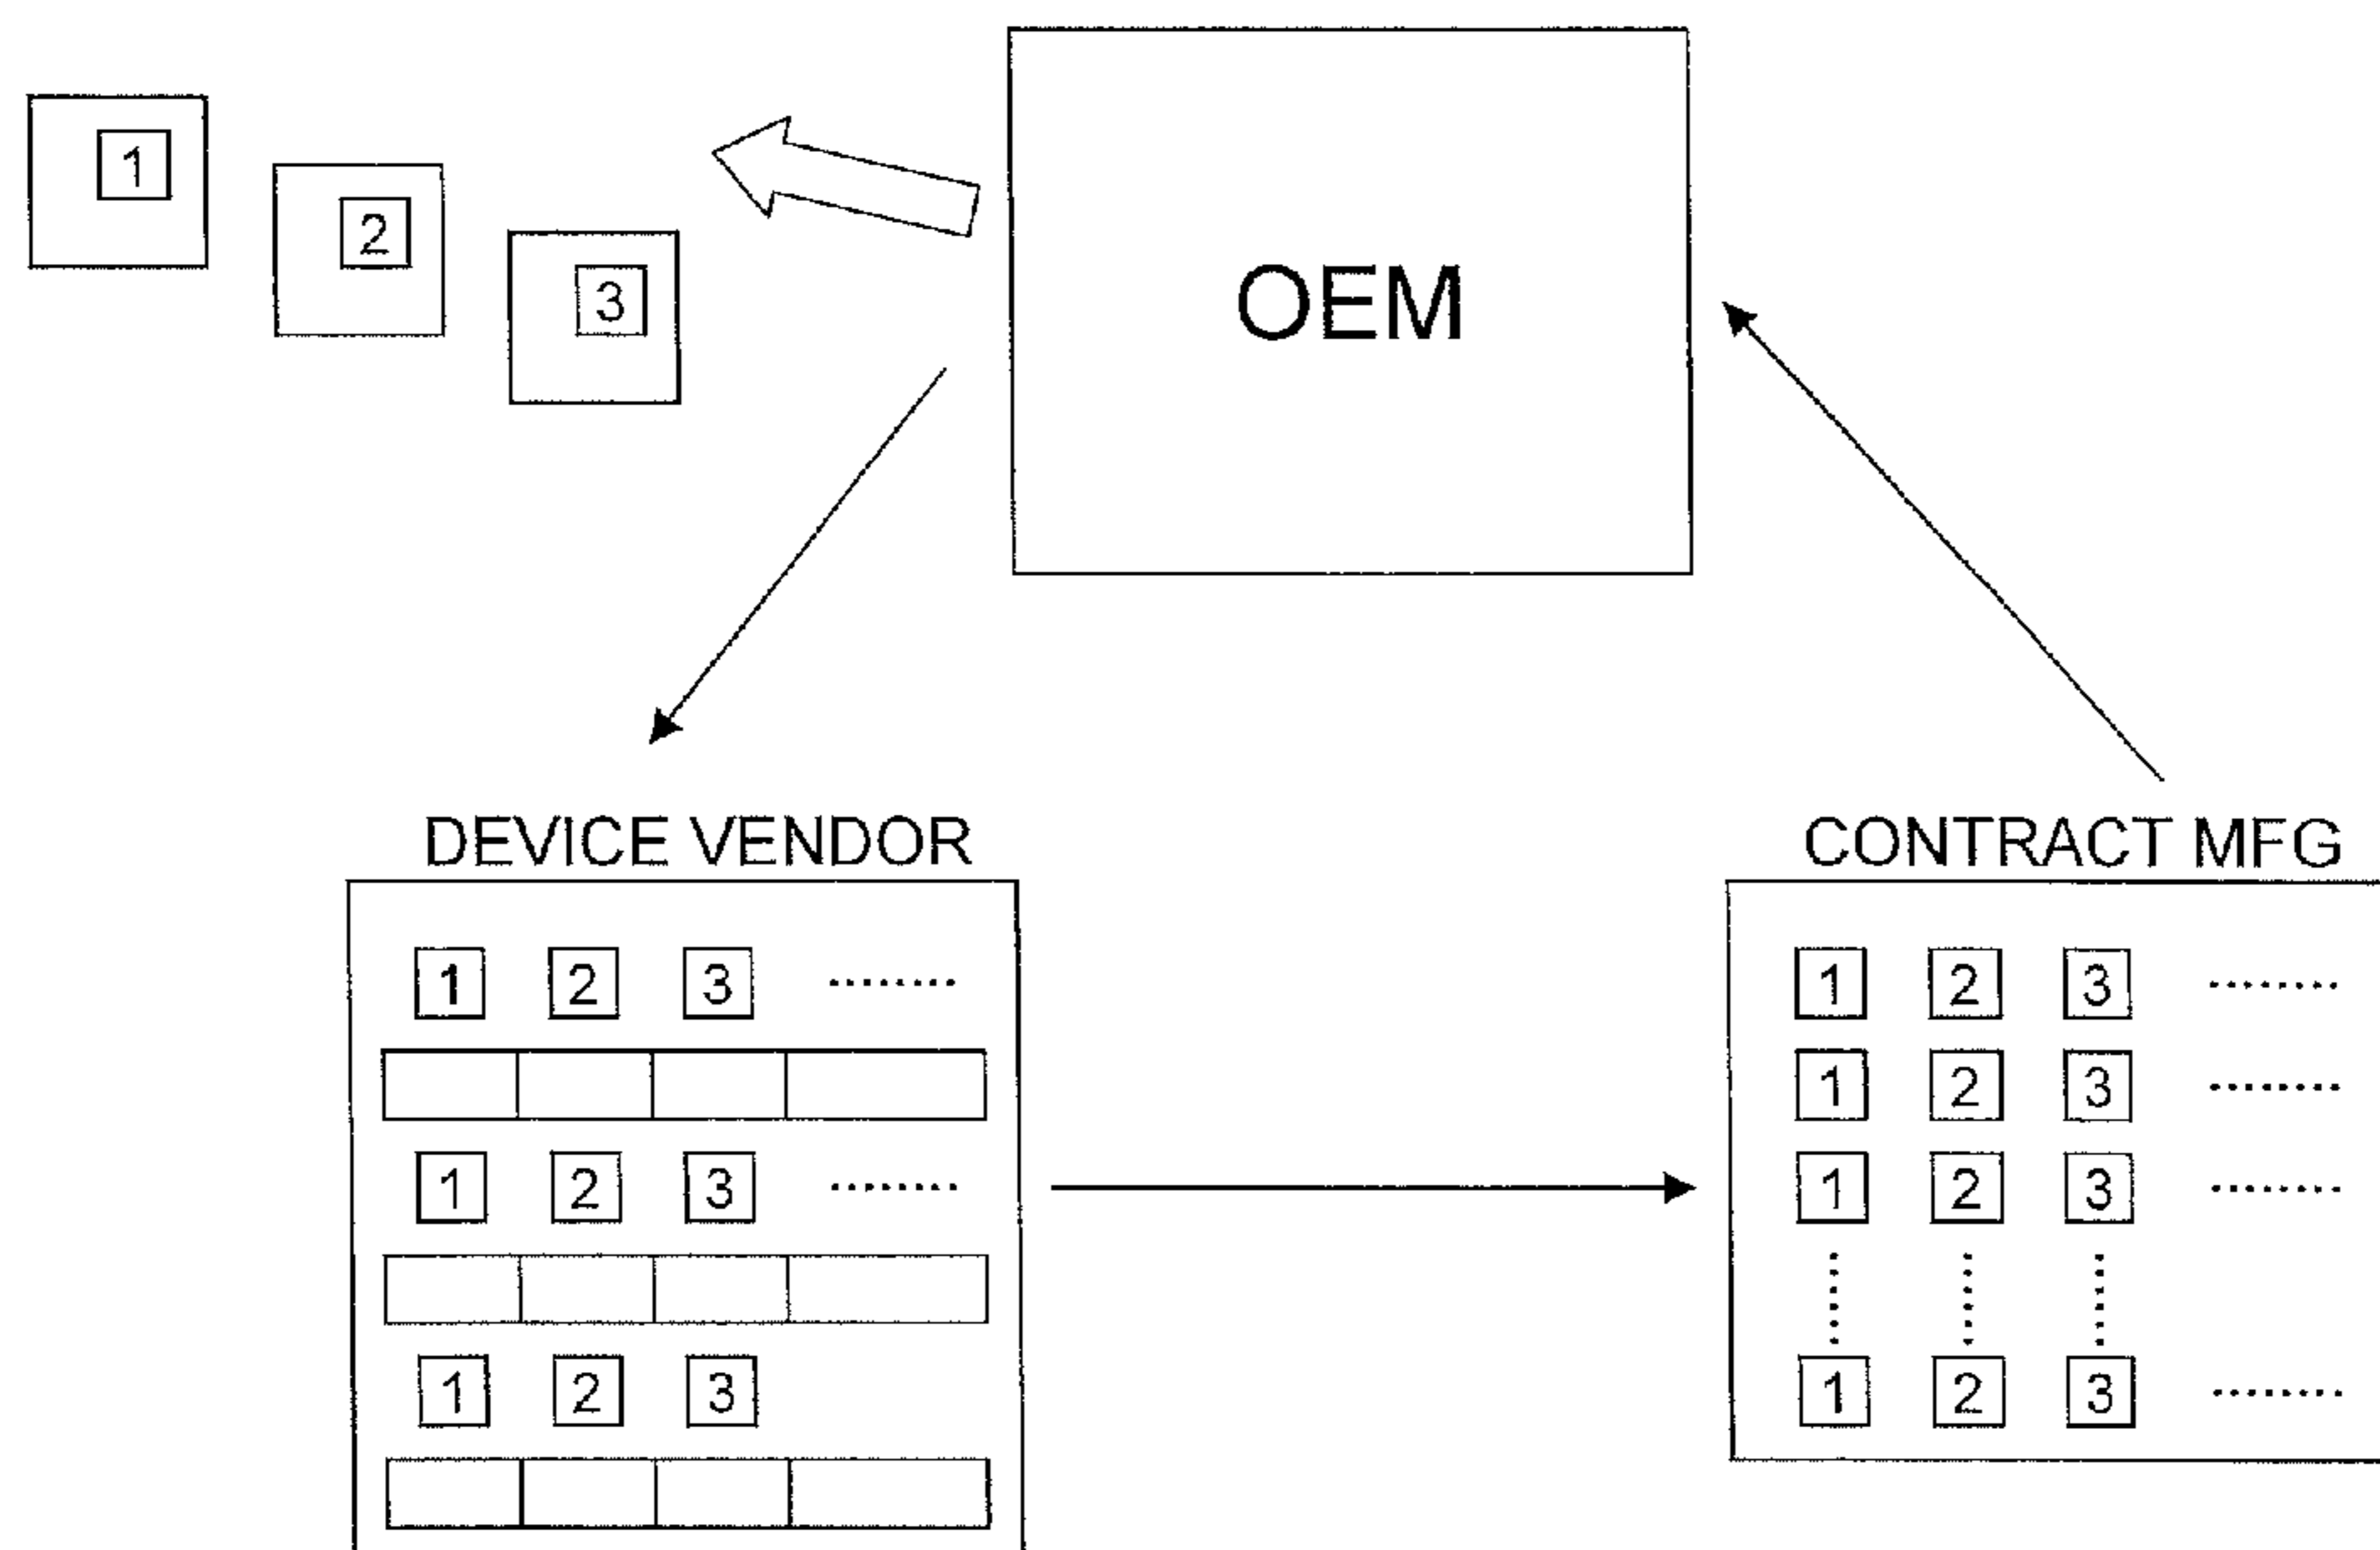 1
2
3
OEM
DEVICE VENDOR
1 2 3 ........
1 2 3 ........
1 2 3
CONTRACT MFG
1 2 3 ........
1 2 3 ........
1 2 3 ........
1 2 3 ........